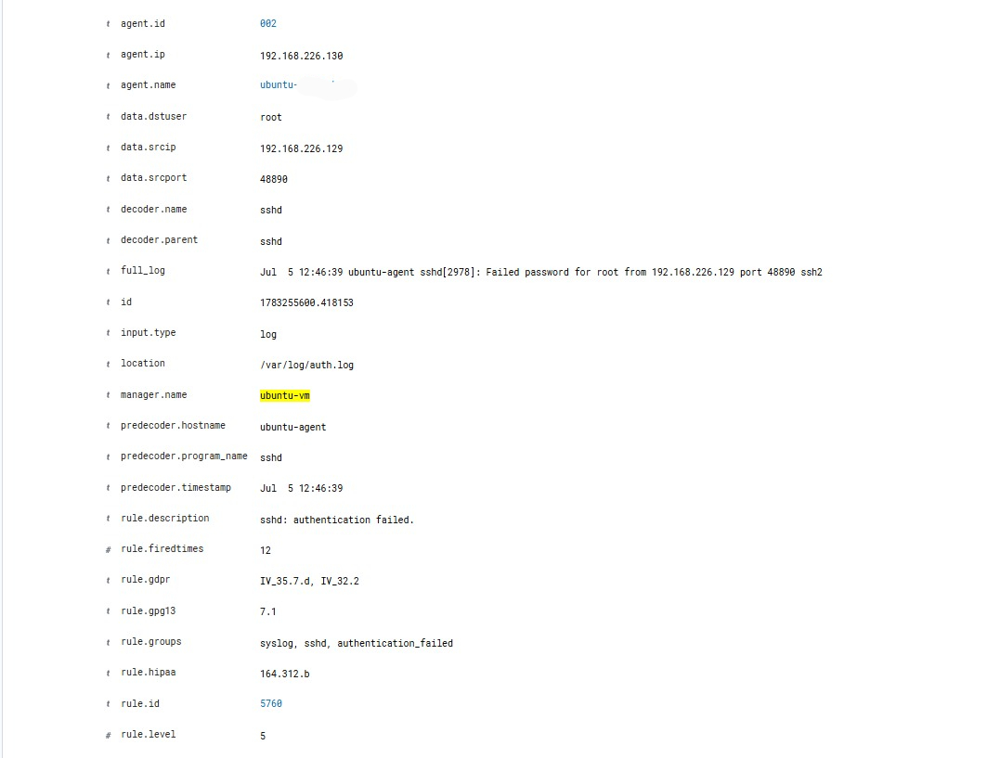 t agent.id 002
t agent.ip 192.168.226.130
t agent.name ubuntu-
t data.dstuser root
t data.srcip 192.168.226.129
t data.srcport 48890
t decoder.name sshd
t decoder.parent sshd
t full_log Jul  5 12:46:39 ubuntu-agent sshd[2978]: Failed password for root from 192.168.226.129 port 48890 ssh2
t id 1783255600.418153
t input.type log
t location /var/log/auth.log
t manager.name ubuntu-vm
t predecoder.hostname ubuntu-agent
t predecoder.program_name sshd
t predecoder.timestamp Jul  5 12:46:39
t rule.description sshd: authentication failed.
# rule.firedtimes 12
t rule.gdpr IV_35.7.d, IV_32.2
t rule.gpg13 7.1
t rule.groups syslog, sshd, authentication_failed
t rule.hipaa 164.312.b
t rule.id 5760
# rule.level 5